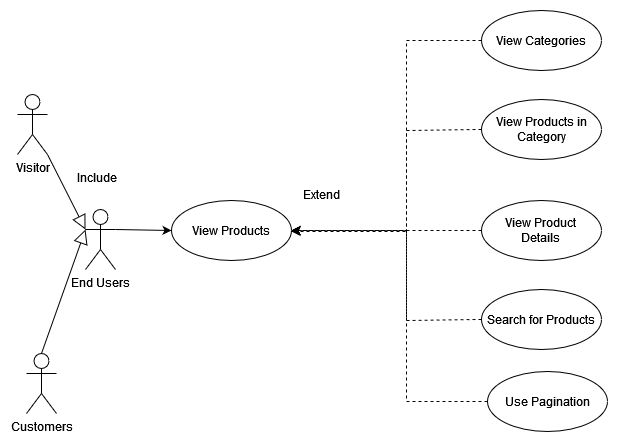 View Categories
View Products in
Category
Visitor
Include
Extend
View Products
View Product
Details
End Users
Search for Products
Use Pagination
Customers